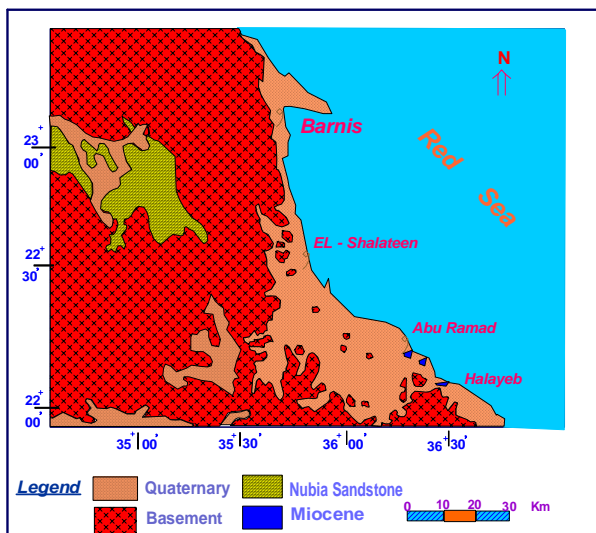 N
Red Sea
Barnis
23+
00'
EL - Shalateen
22+
30'
Abu Ramad
Halayeb
22+
00'
35+00' 35+30' 36+00' 36+30'
Legend Quaternary Nubia Sandstone
Basement Miocene
0 10 20 30 Km